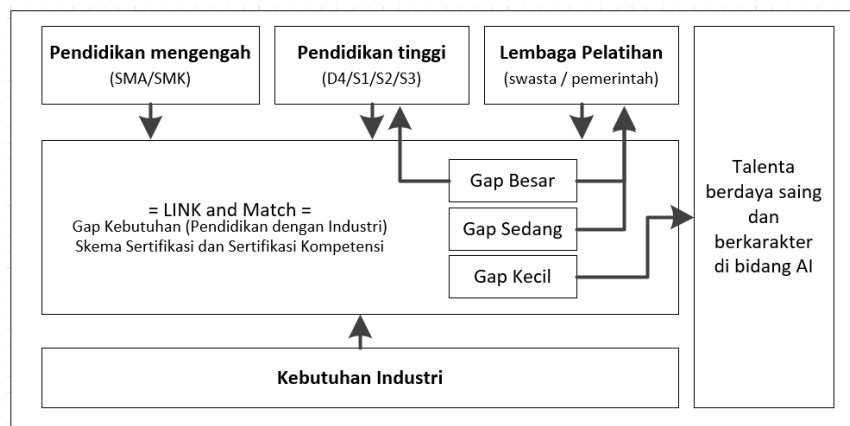 Pendidikan mengengah
(SMA/SMK)
Pendidikan tinggi
(D4/S1/S2/S3)
Lembaga Pelatihan
(swasta / pemerintah)
= LINK and Match =
Gap Kebutuhan (Pendidikan dengan Industri)
Skema Sertifikasi dan Sertifikasi Kompetensi
Gap Besar
Gap Sedang
Gap Kecil
Talenta
berdaya saing
dan
berkarakter
di bidang AI
Kebutuhan Industri